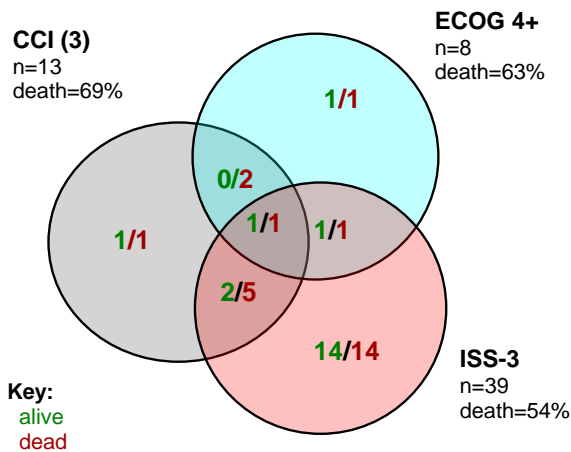 CCI (3)
n=13
death=69%
ECOG 4+
n=8
death=63%
1/1
0/2
1/1
1/1
1/1
2/5
14/14
ISS-3
n=39
death=54%
Key:
alive
dead